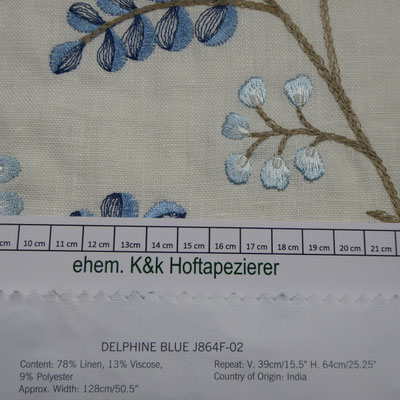 cm 10 cm 11 cm 12 cm 13cm 14 cm 15 cm 16 cm 17 cm 18 cm 19 cm 20 cm 21 cm
ehem. K&k Hoftapezierer
DELPHINE BLUE J864F-02
Content: 78% Linen, 13% Viscose, Repeat: V. 39cm/15.5" H. 64cm/25.25"
9% Polyester Country of Origin: India
Approx. Width: 128cm/50.5"